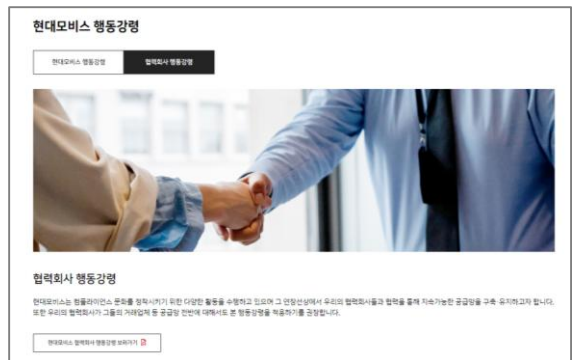 현대모비스 행동강령
현대모비스 행동강령
협력회사 행동강령
협력회사 행동강령
현대모비스는 컴플라이언스 문화를 정착시키기 위한 다양한 활동을 수행하고 있으며 그 연장선상에서 우리의 협력회사들과 협력을 통해 지속가능한 공급망을 구축·유지하고자 합니다.
또한 우리의 협력회사가 그들의 거래업체 등 공급망 전반에 대해서도 본 행동강령을 적용하기를 권장합니다.
현대모비스 협력회사 행동강령 보러가기